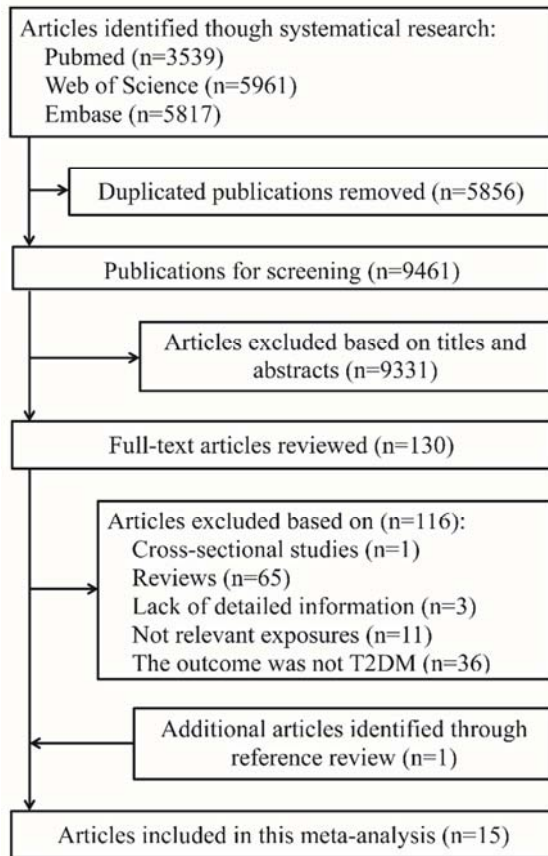 Articles identified though systematical research:
Pubmed (n=3539)
Web of Science (n=5961)
Embase (n=5817)
Duplicated publications removed (n=5856)
Publications for screening (n=9461)
Articles excluded based on titles and
abstracts (n=9331)
Full-text articles reviewed (n=130)
Articles excluded based on (n=116):
Cross-sectional studies (n=1)
Reviews (n=65)
Lack of detailed information (n=3)
Not relevant exposures (n=11)
The outcome was not T2DM (n=36)
Additional articles identified through
reference review (n=1)
Articles included in this meta-analysis (n=15)